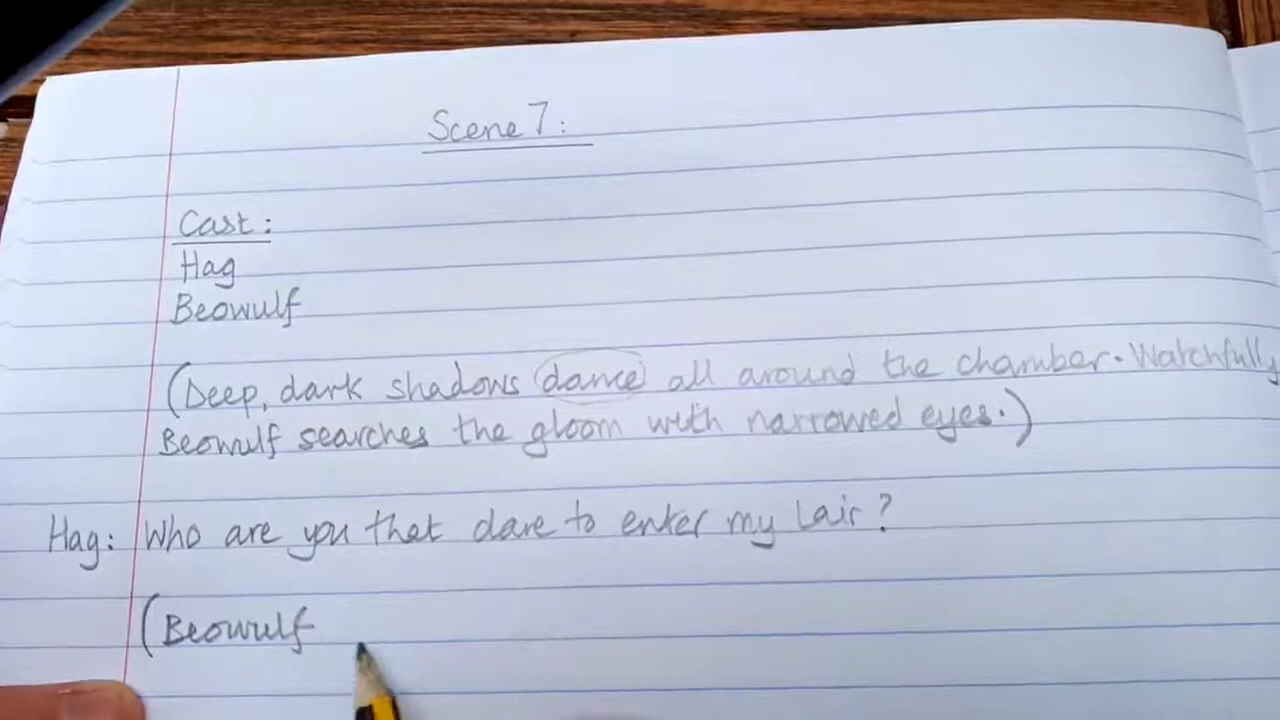 Scene 7:
Cast:
Hag
Beowulf
(Deep, dark shadows dance all around the chamber. Watchfully
Beowulf searches the gloom with narrowed eyes.)
Hag: Who are you that dare to enter my lair?
(Beowulf